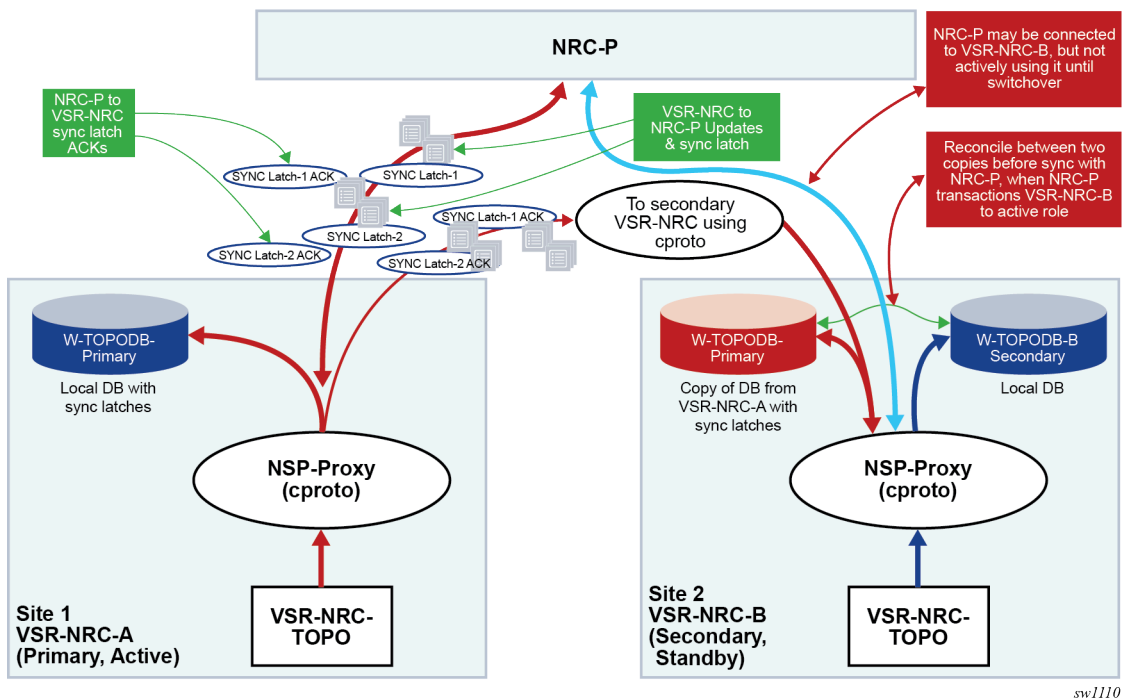 NRC-P
NRC-P may be connected
to VSR-NRC-B, but not
actively using it until
switchover
NRC-P to
VSR-NRC
sync latch
ACKs
VSR-NRC to
NRC-P Updates
& sync latch
Reconcile between two
copies before sync with
NRC-P, when NRC-P
transactions VSR-NRC-B
to active role
SYNC Latch-1 ACK
SYNC Latch-1
SYNC Latch-2
SYNC Latch-2 ACK
SYNC Latch-1 ACK
SYNC Latch-2 ACK
To secondary
VSR-NRC using
cproto
W-TOPODB-
Primary
Local DB with
sync latches
NSP-Proxy
(cproto)
VSR-NRC-
TOPO
Site 1
VSR-NRC-A
(Primary, Active)
W-TOPODB-
Primary
Copy of DB from
VSR-NRC-A with
sync latches
W-TOPODB-B
Secondary
Local DB
NSP-Proxy
(cproto)
VSR-NRC-
TOPO
Site 2
VSR-NRC-B
(Secondary,
Standby)
sw1110